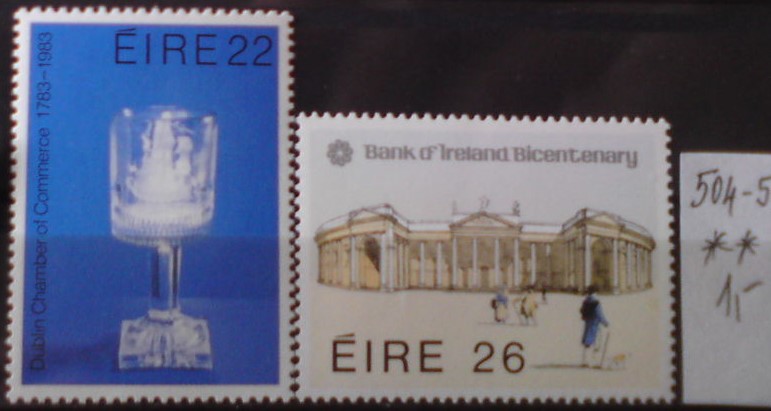 ÉIRE 22
Dublin Chamber of Commerce 1783-1983
Bank of Ireland Bicentenary
ÉIRE 26
504-5
**
1,-